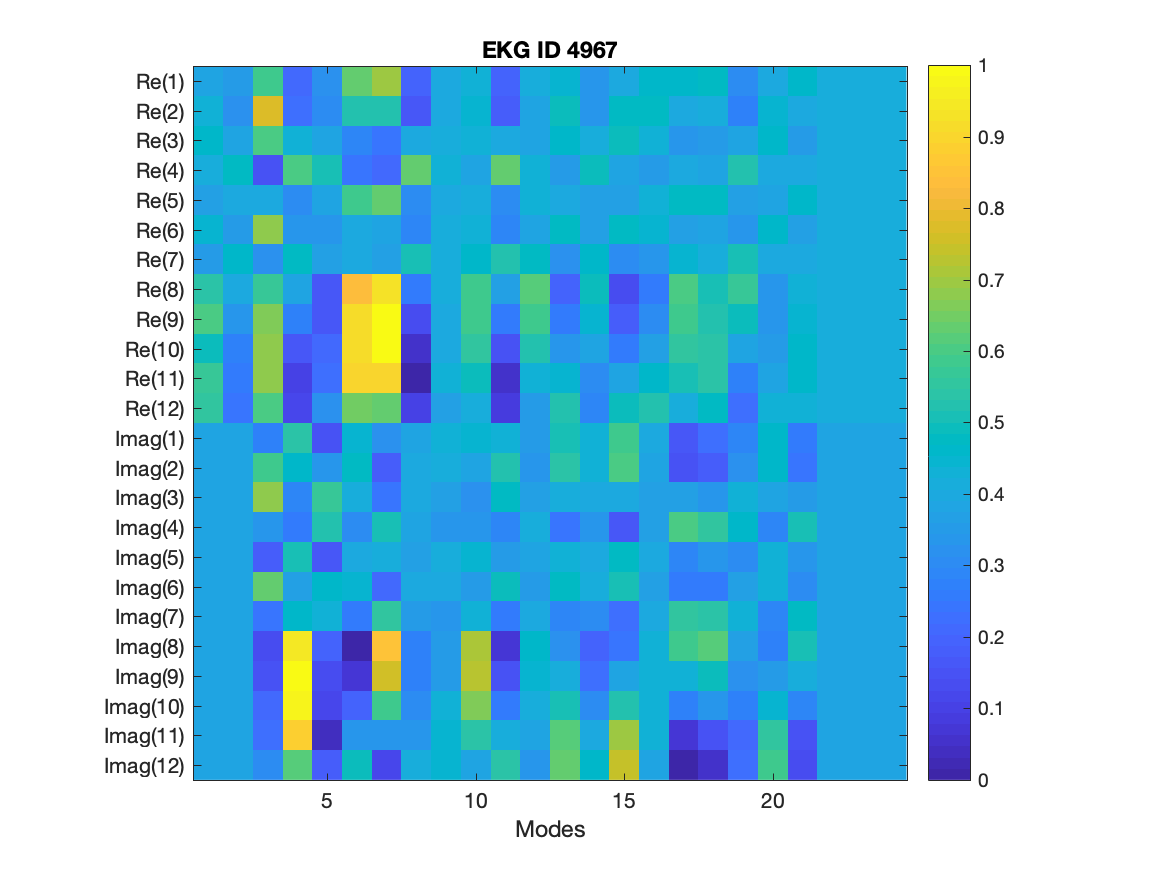 EKG ID 4967
Re(1)
Re(2)
Re(3)
Re(4)
Re(5)
Re(6)
Re(7)
Re(8)
Re(9)
Re(10)
Re(11)
Re(12)
Imag(1)
Imag(2)
Imag(3)
Imag(4)
Imag(5)
Imag(6)
Imag(7)
Imag(8)
Imag(9)
Imag(10)
Imag(11)
Imag(12)
5 10 15 20
Modes
1
0.9
0.8
0.7
0.6
0.5
0.4
0.3
0.2
0.1
0